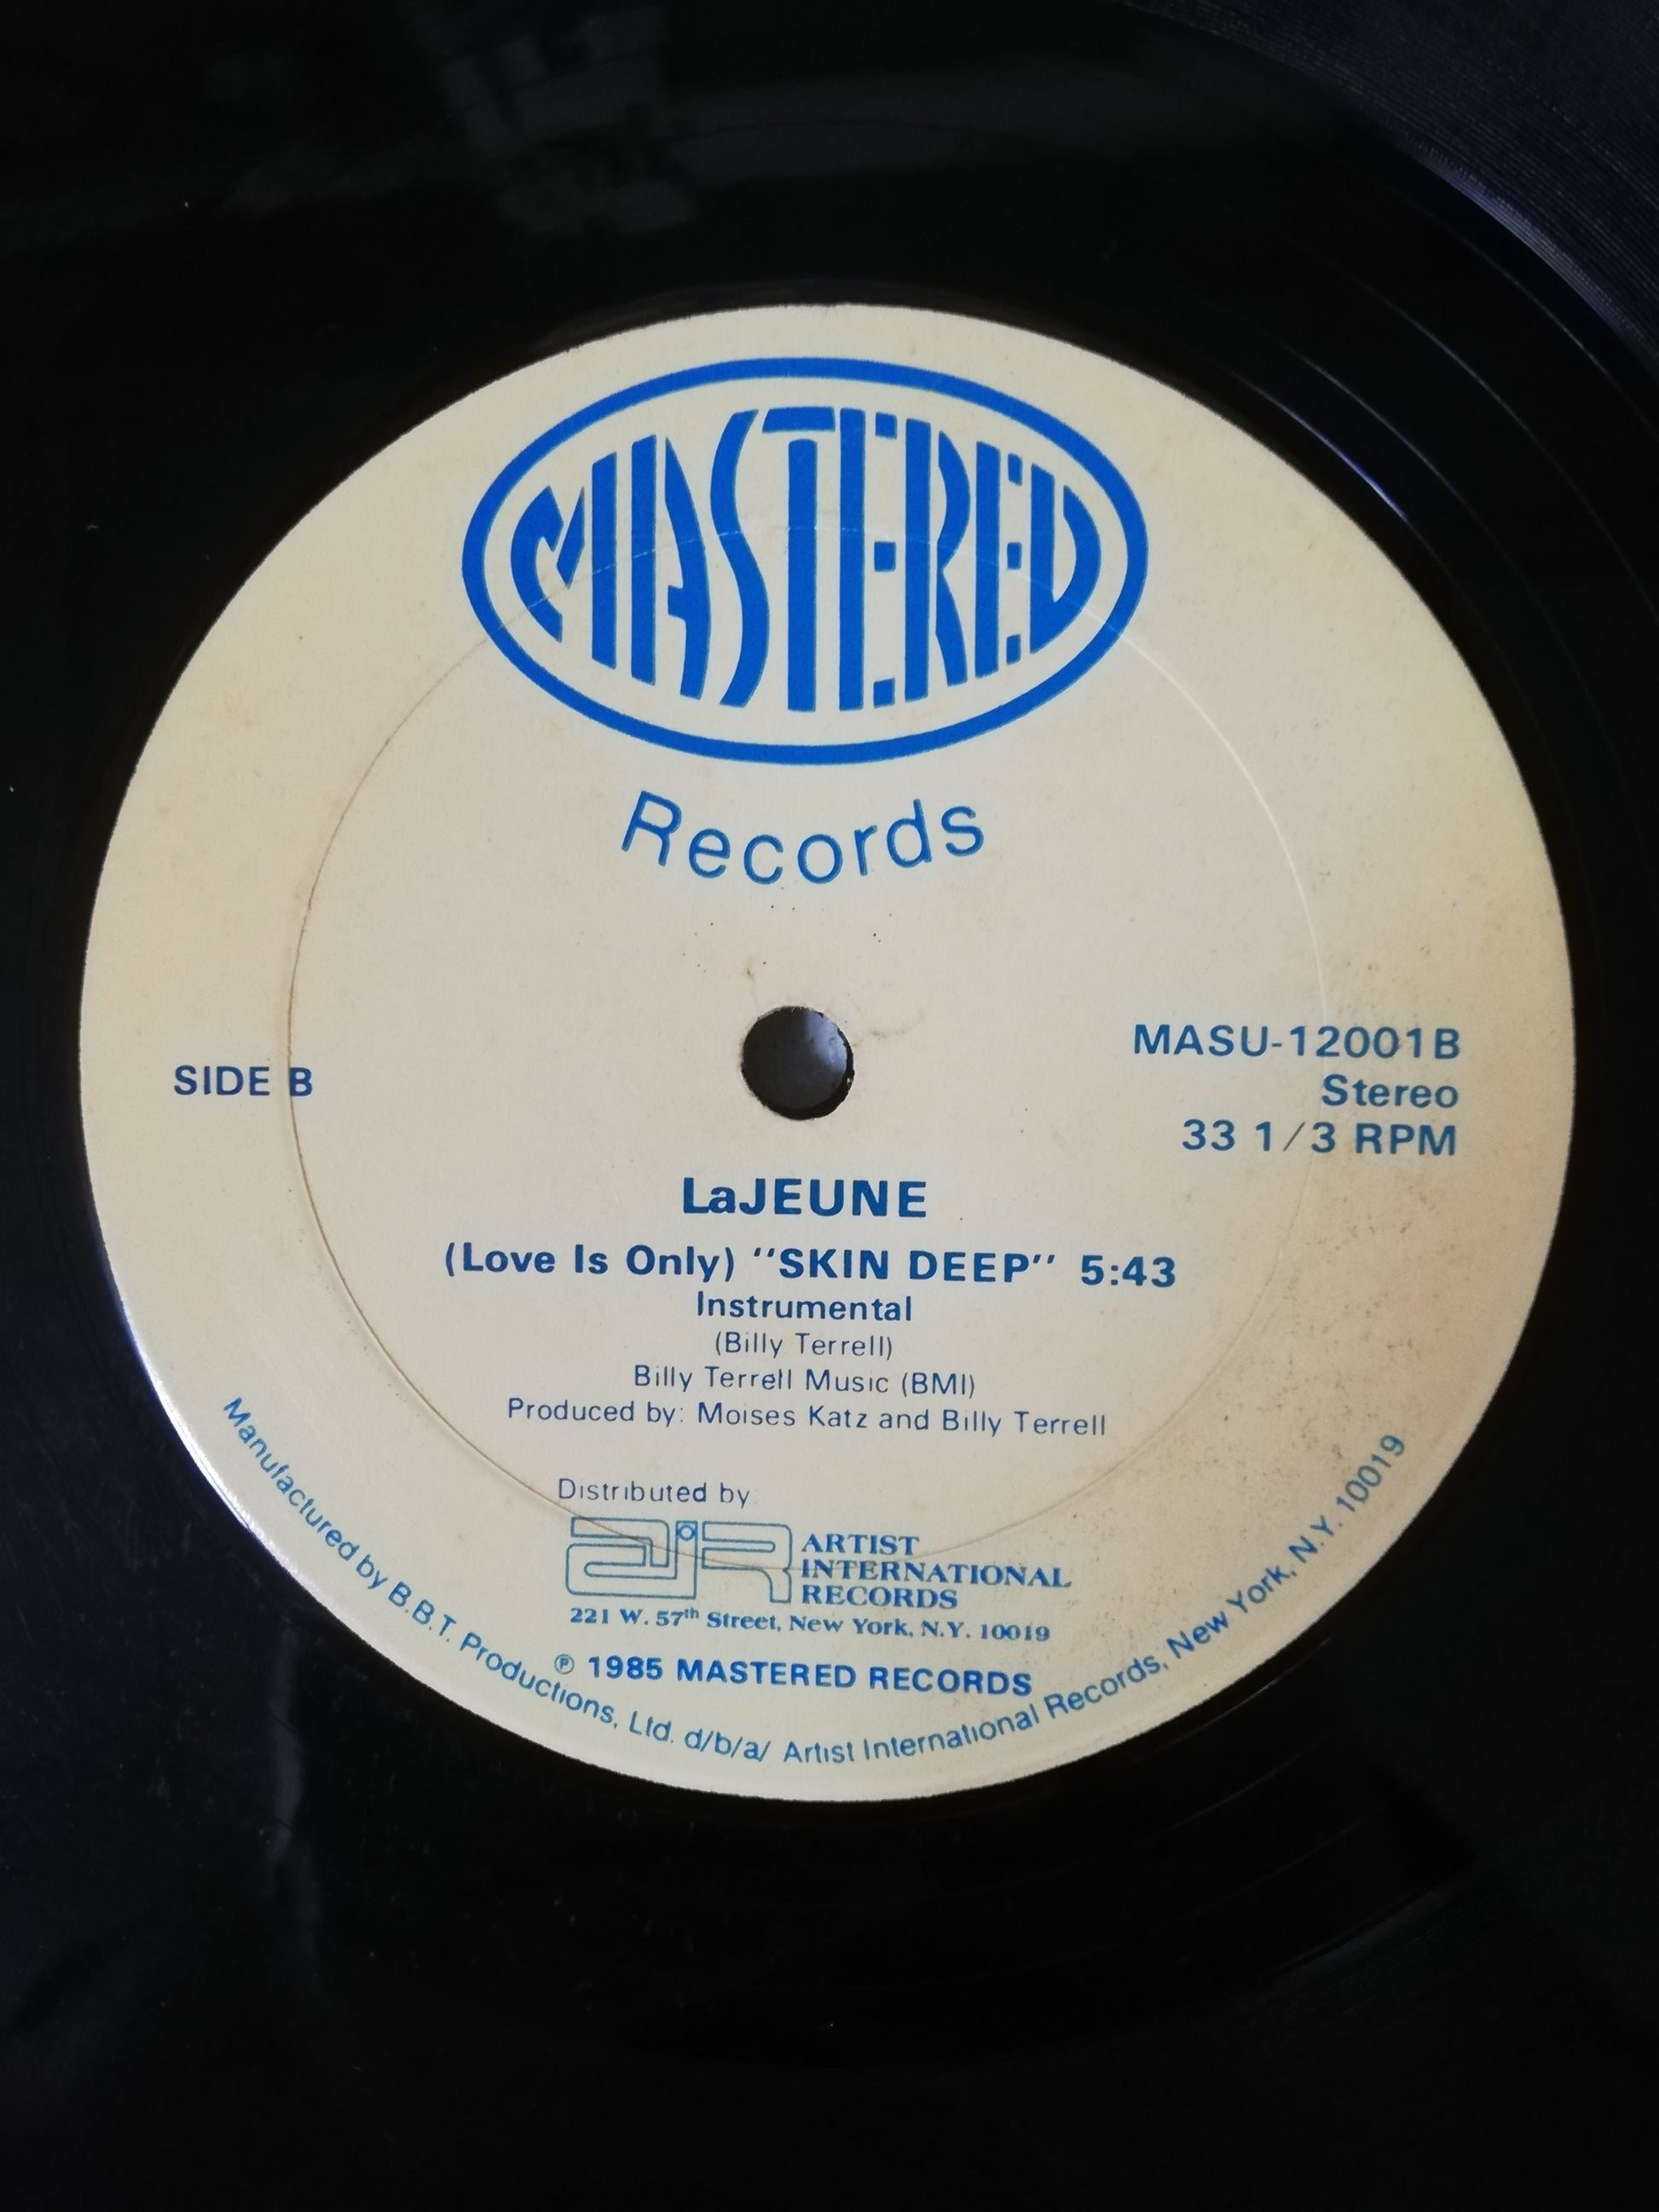 MASTERED
Records
SIDE B
MASU-12001B
Stereo
33 1/3 RPM
LaJEUNE
(Love Is Only) "SKIN DEEP" 5:43
Instrumental
(Billy Terrell)
Billy Terrell Music (BMI)
Produced by: Moises Katz and Billy Terrell
Distributed by
aiR
ARTIST
INTERNATIONAL
RECORDS
221 W. 57th Street, New York, N.Y. 10019
℗ 1985 MASTERED RECORDS
Manufactured by B.B.T. Productions, Ltd. d/b/a/ Artist International Records, New York, N.Y. 10019